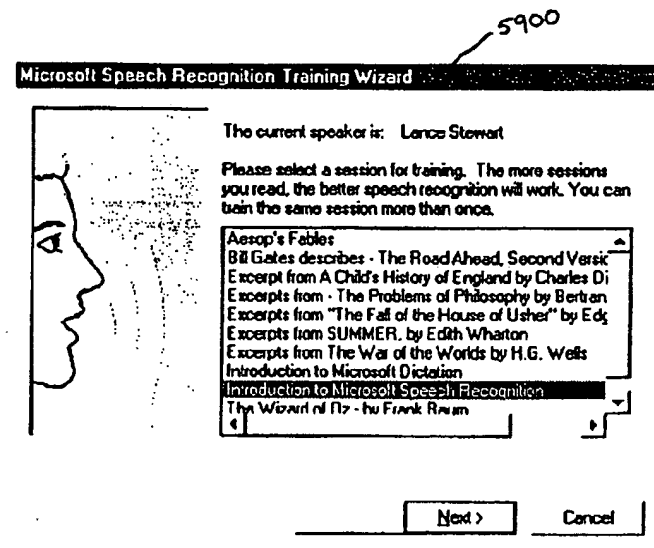 5900
Microsoft Speech Recognition Training Wizard
The current speaker is: Lance Stewart
Please select a session for training. The more sessions
you read, the better speech recognition will work. You can
train the same session more than once.
Aesop's Fables
Bill Gates describes - The Road Ahead, Second Versic
Excerpt from A Child's History of England by Charles Di
Excerpts from - The Problems of Philosophy by Bertran
Excerpts from "The Fall of the House of Usher" by Edg
Excerpts from SUMMER, by Edith Wharton
Excerpts from The War of the Worlds by H.G. Wells
Introduction to Microsoft Dictation
Introduction to Microsoft Speech Recognition
The Wizard of Oz - by Frank Baum
Next > Cancel